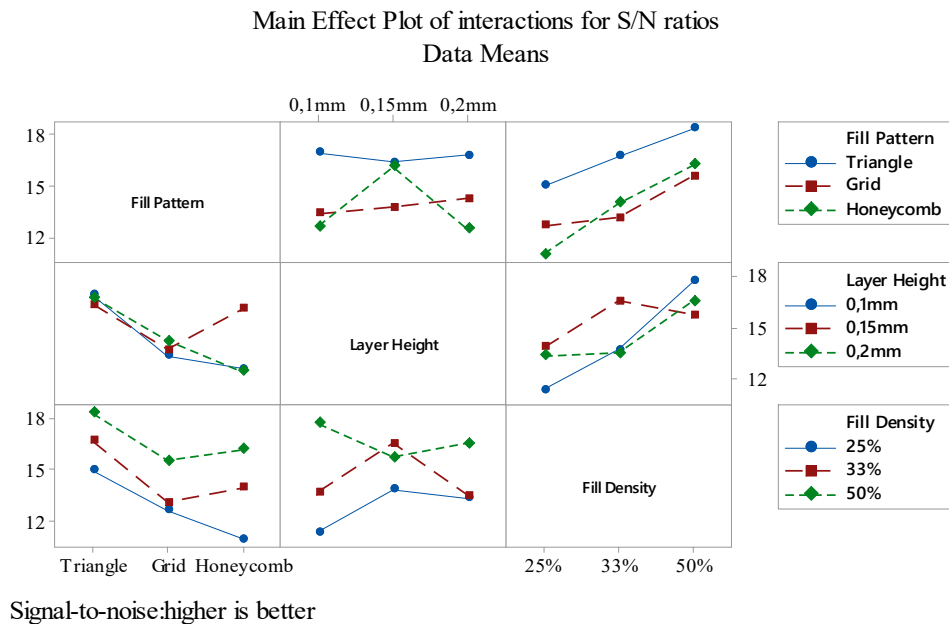 Main Effect Plot of interactions for S/N ratios
Data Means
0,1mm 0,15mm 0,2mm
18
15
12
Fill Pattern
Fill Pattern
Triangle
Grid
Honeycomb
Layer Height
18
15
12
Layer Height
0,1mm
0,15mm
0,2mm
18
15
12
Fill Density
Fill Density
25%
33%
50%
Triangle Grid Honeycomb
25% 33% 50%
Signal-to-noise:higher is better